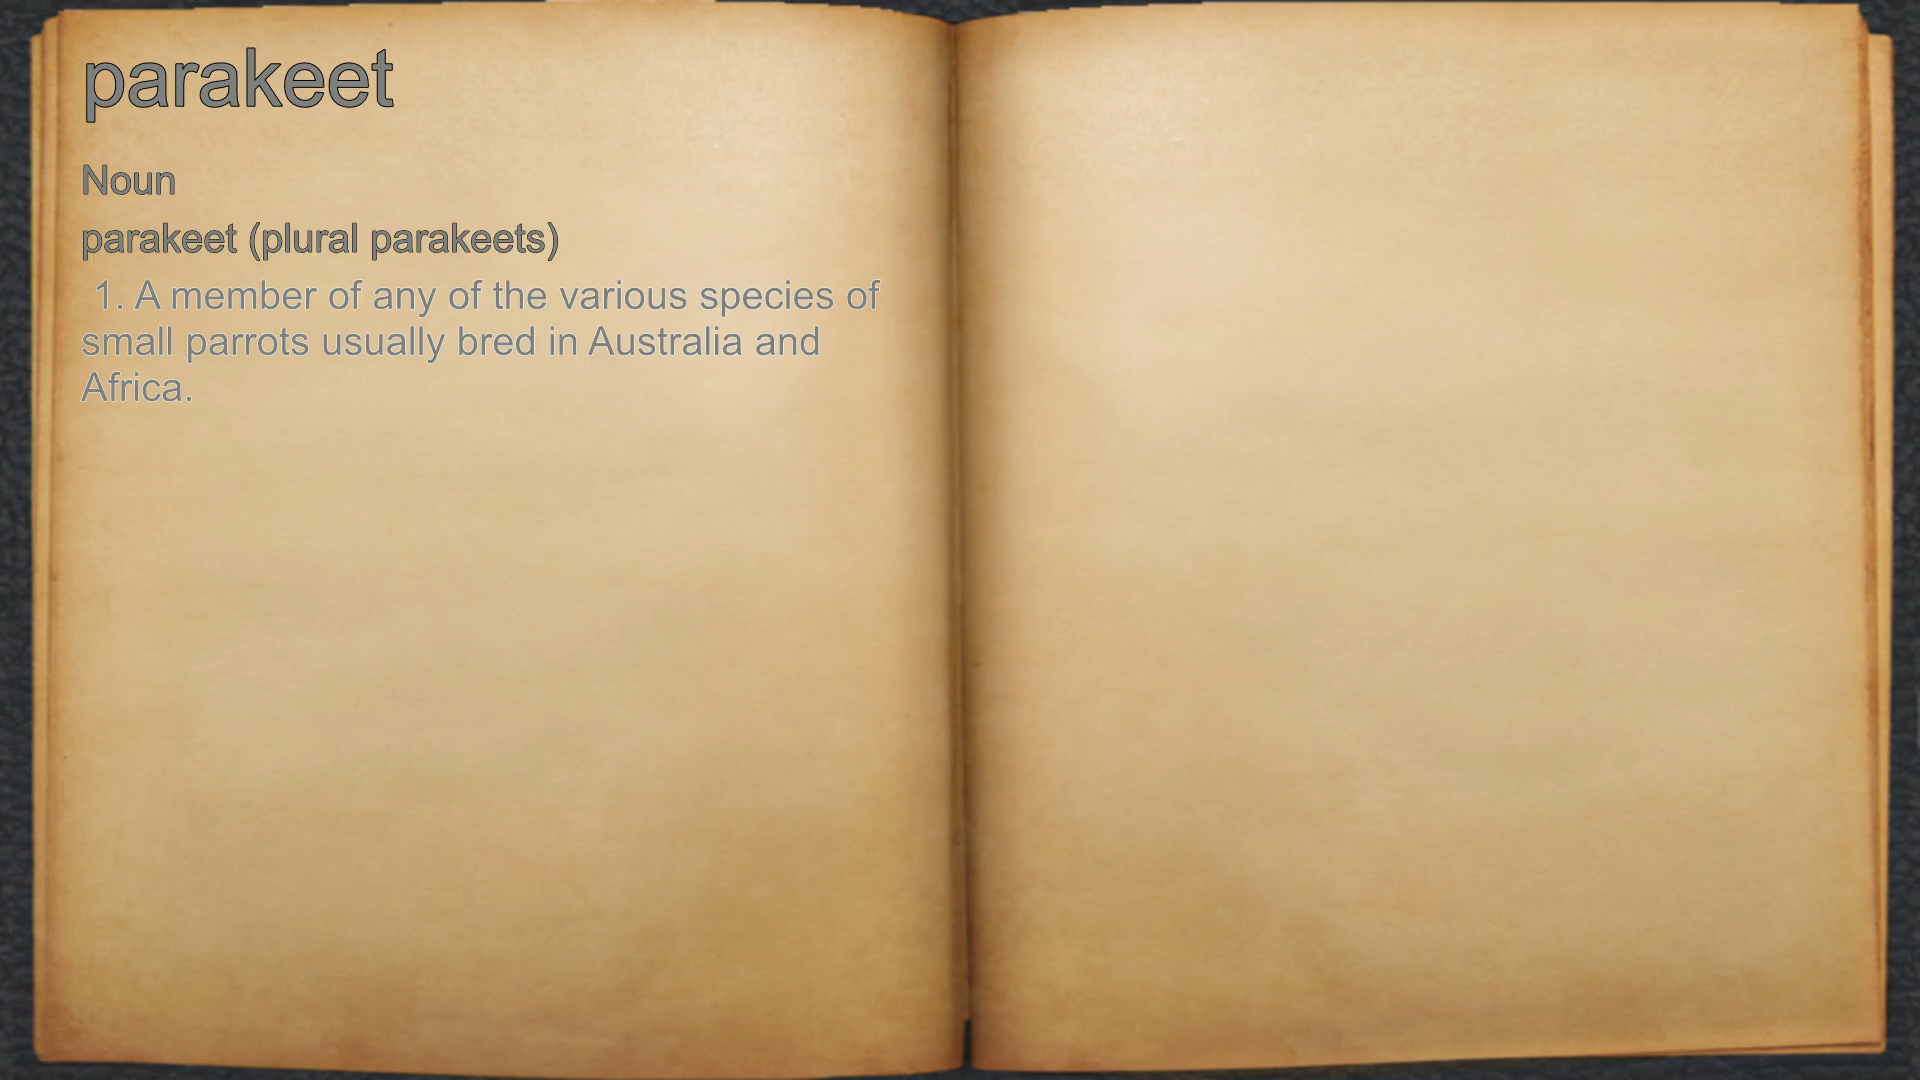 parakeet
Noun
parakeet (plural parakeets)
1. A member of any of the various species of
small parrots usually bred in Australia and
Africa.